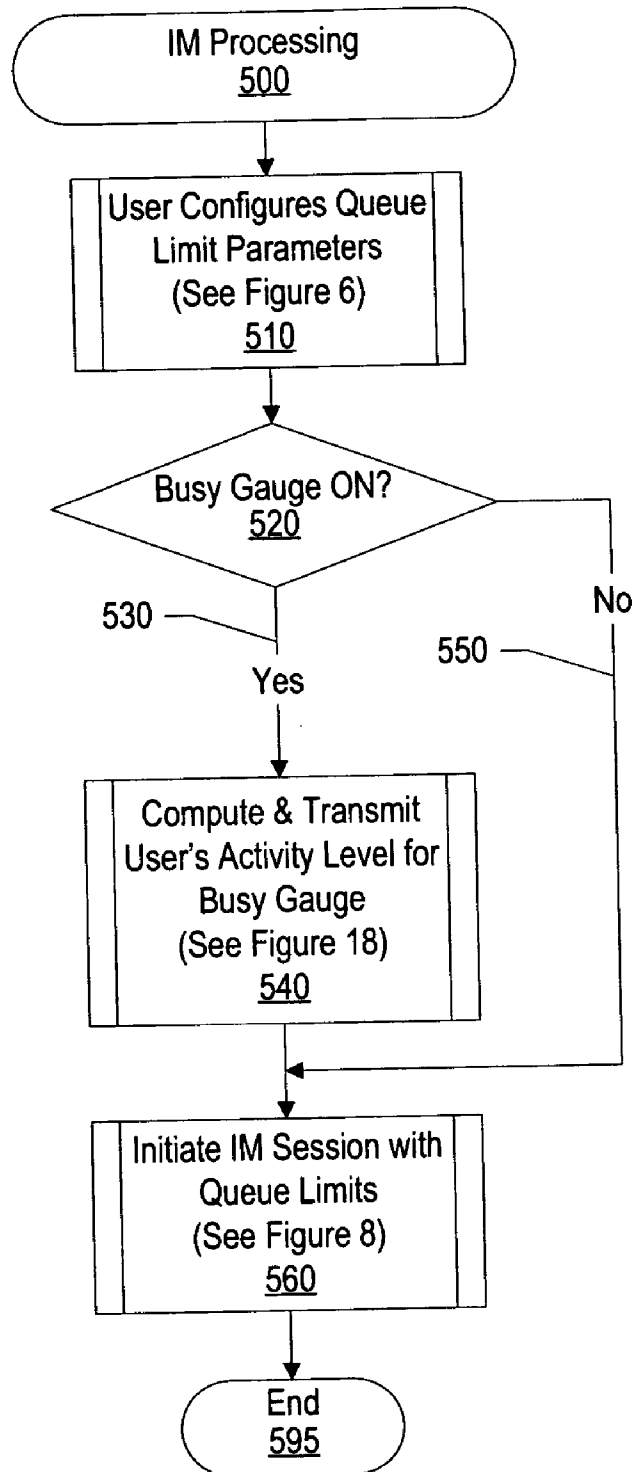 IM Processing
500
User Configures Queue
Limit Parameters
(See Figure 6)
510
Busy Gauge ON?
520
530
No
550
Yes
Compute & Transmit
User's Activity Level for
Busy Gauge
(See Figure 18)
540
Initiate IM Session with
Queue Limits
(See Figure 8)
560
End
595